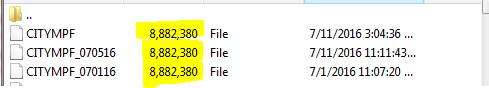 ..
CITYMPF 8,882,380 File 7/11/2016 3:04:36 ...
CITYMPF_070516 8,882,380 File 7/11/2016 11:11:43...
CITYMPF_070116 8,882,380 File 7/1/2016 11:07:20 ...